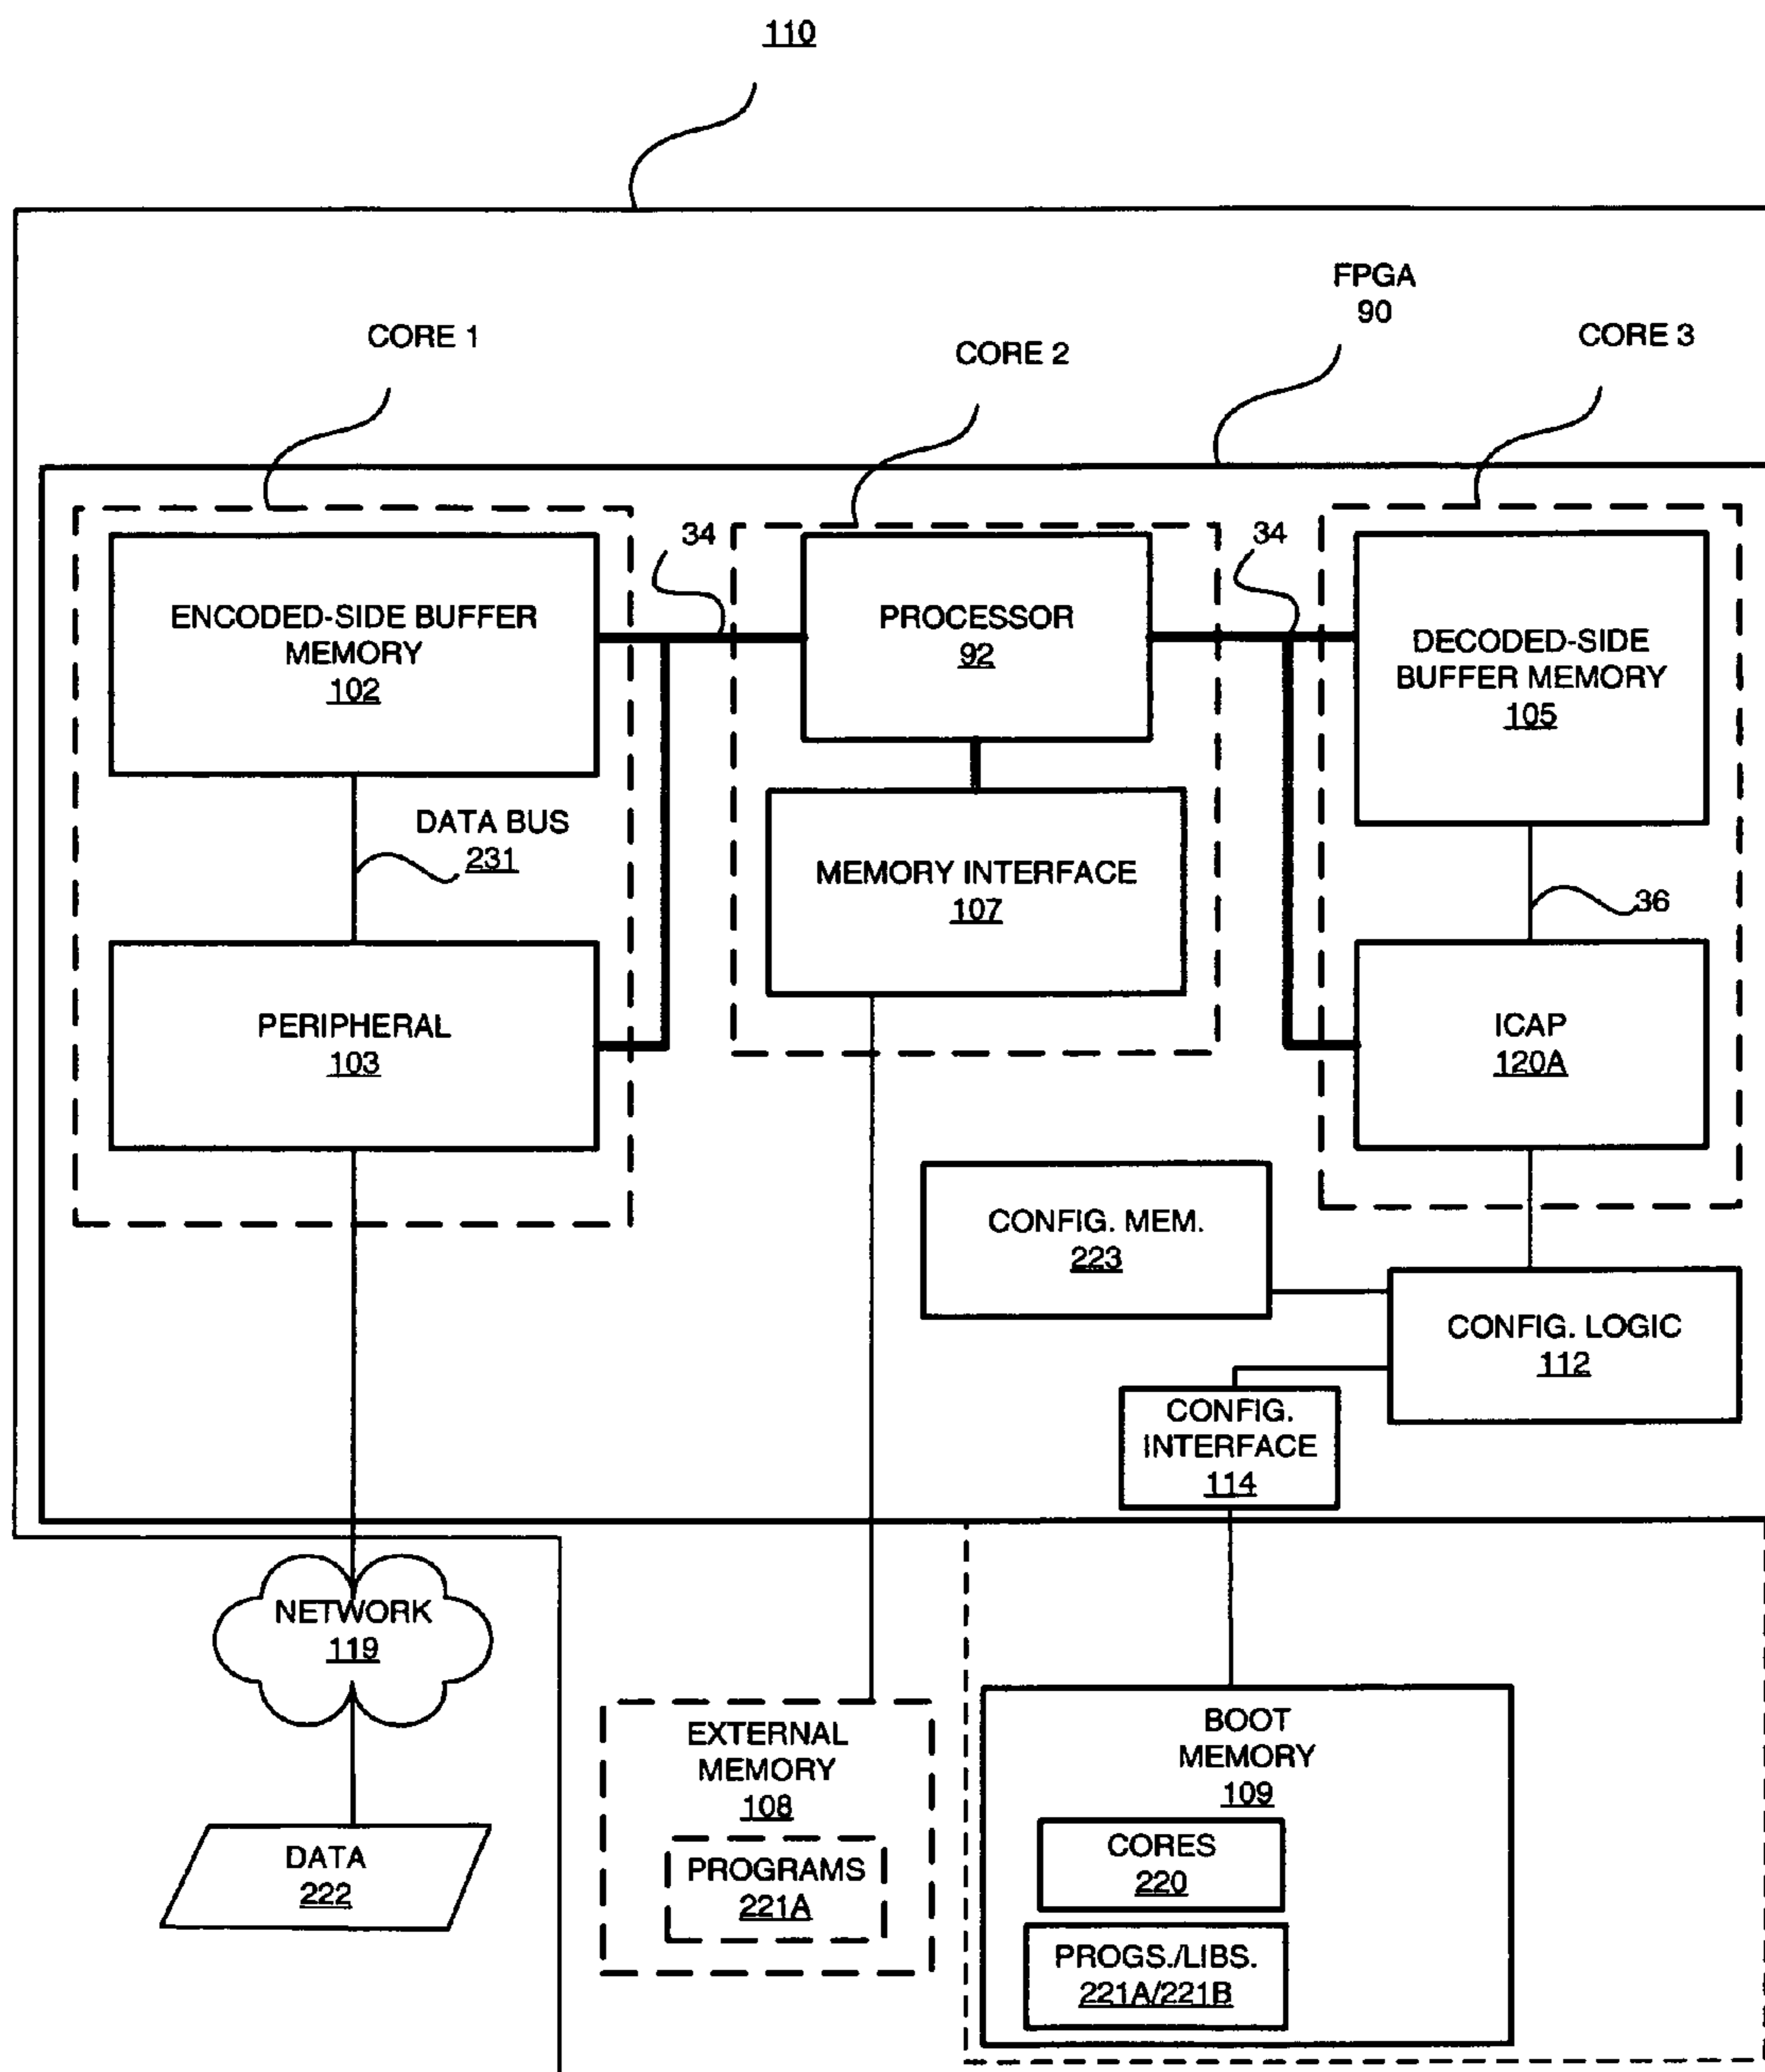 110
FPGA
90
CORE 1
CORE 2
CORE 3
34
34
ENCODED-SIDE BUFFER
MEMORY
102
PROCESSOR
92
DECODED-SIDE
BUFFER MEMORY
105
DATA BUS
231
MEMORY INTERFACE
107
36
PERIPHERAL
103
ICAP
120A
CONFIG. MEM.
223
CONFIG. LOGIC
112
CONFIG.
INTERFACE
114
NETWORK
119
EXTERNAL
MEMORY
108
PROGRAMS
221A
BOOT
MEMORY
109
CORES
220
PROGS./LIBS.
221A/221B
DATA
222